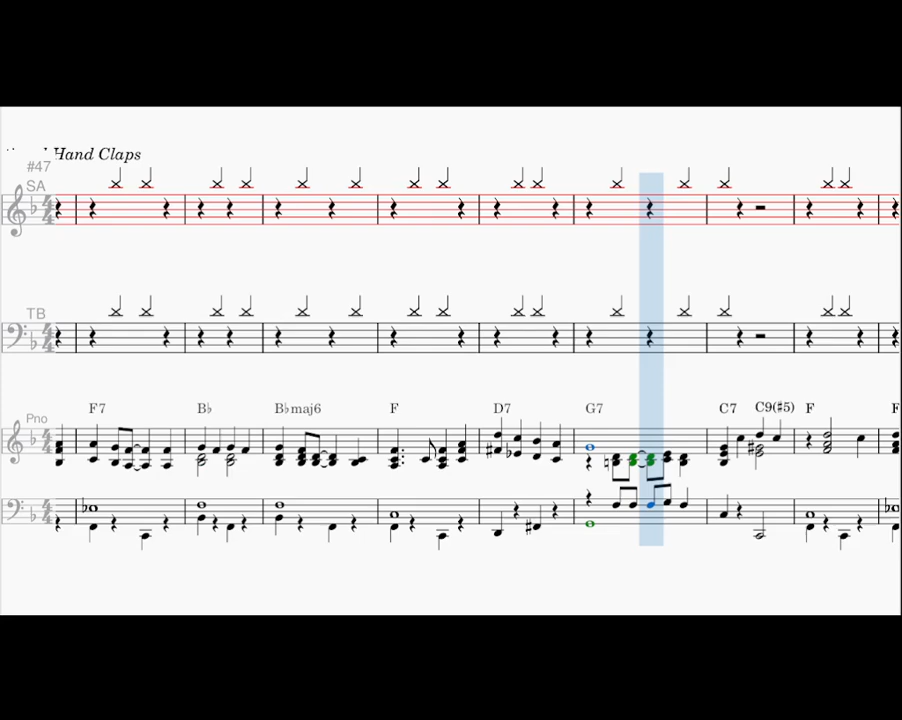 Hand Claps
#47
SA
TB
Pno
F7 B♭ B♭maj6 F D7 G7 C7 C9(♯5) F F